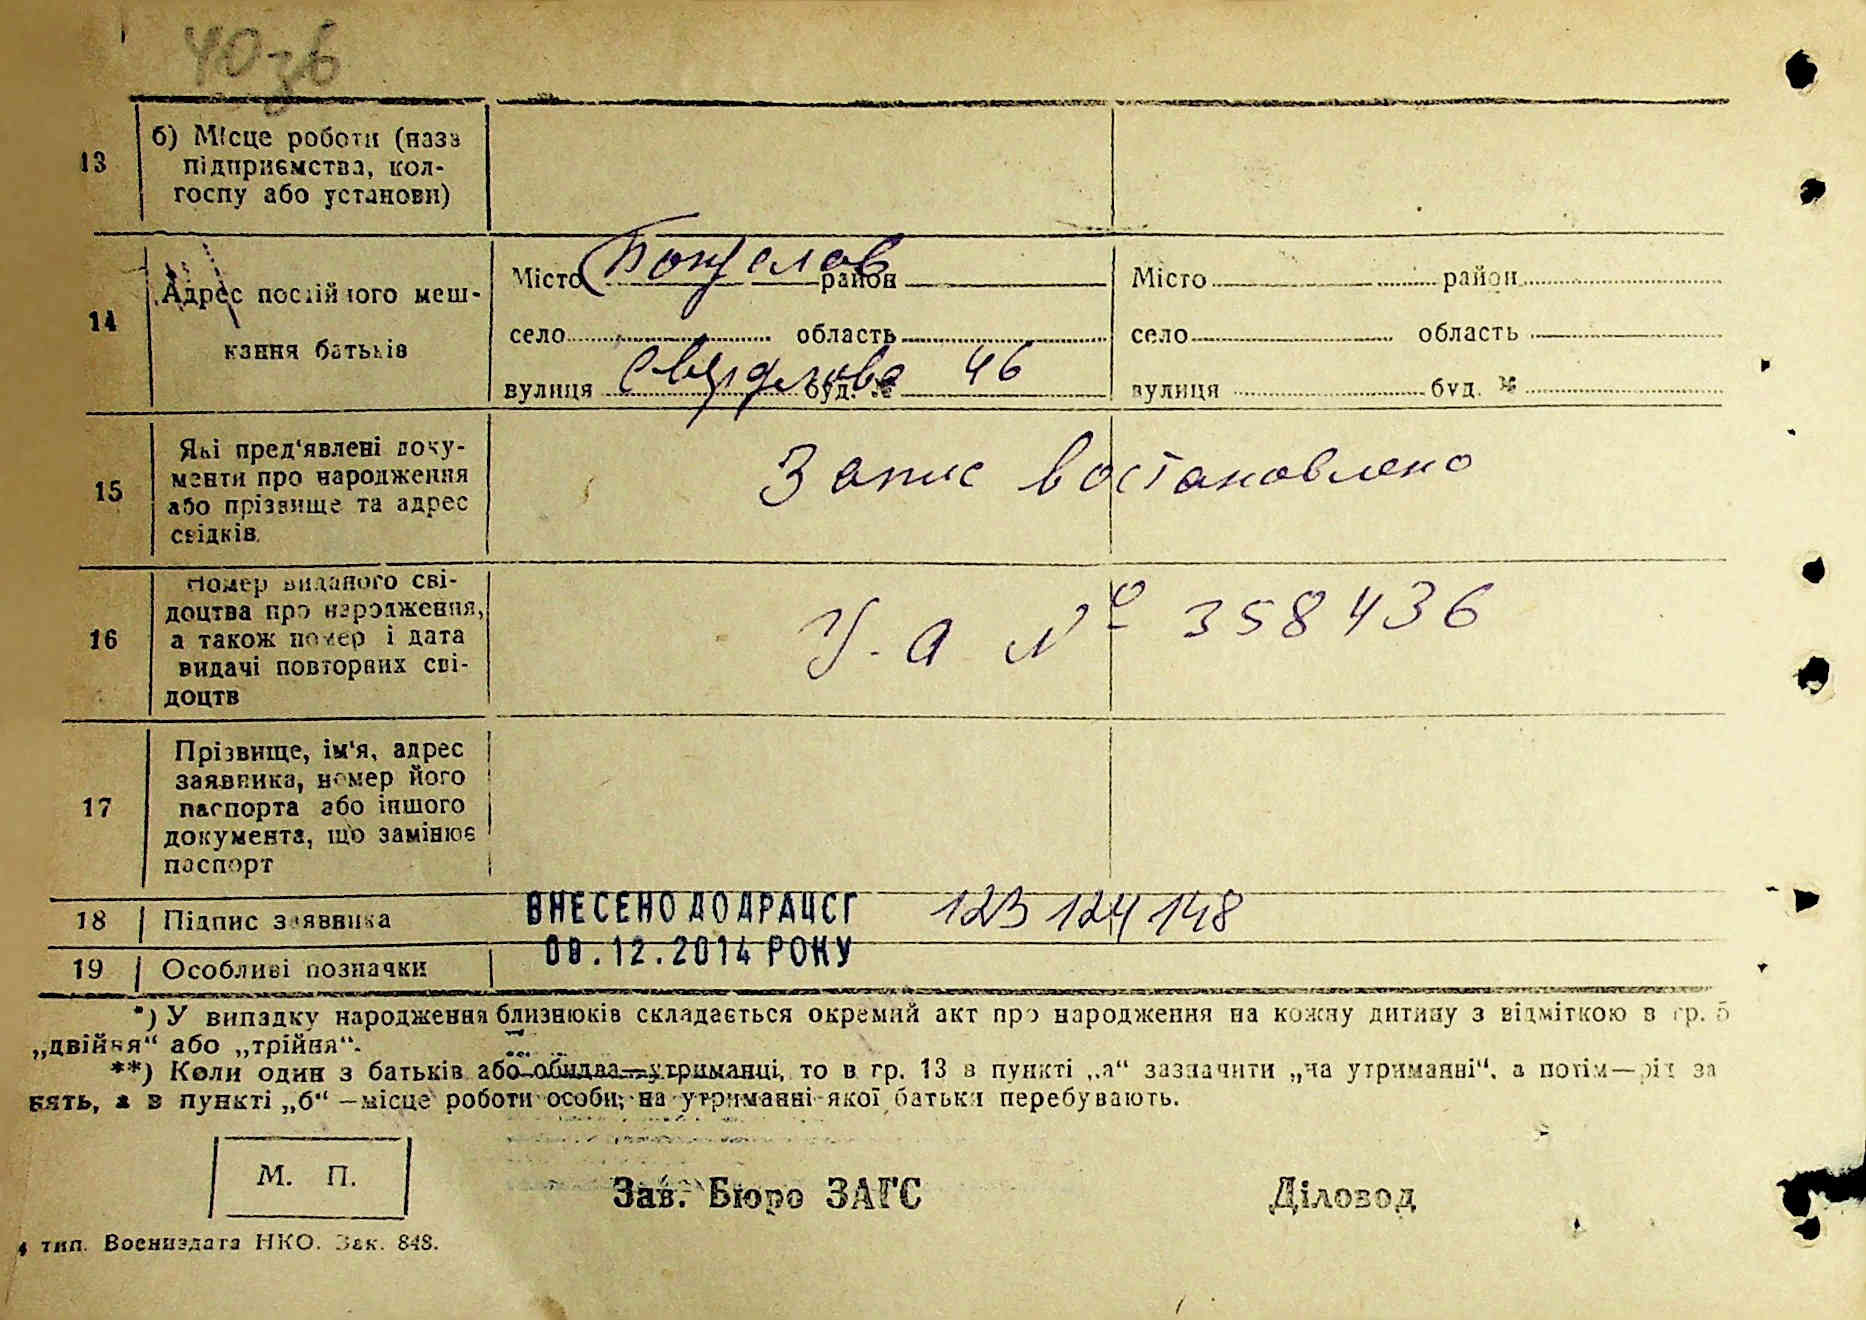 40зв
13
б) Місце роботи (назв
підприємства, кол-
госпу або установи)
14
Адрес постійного меш-
кання батьків
Місто район
село область
вулиця Свердлова буд. № 46
Місто район
село область
вулиця буд. №
15
Які пред'явлені доку-
менти про народження
або прізвище та адрес
свідків.
Запис востановлено
16
Номер виданого сві-
доцтва про народження,
а також номер і дата
видачі повторних сві-
доцтв
У-А № 358436
17
Прізвище, ім'я, адрес
заявника, номер його
паспорта або іншого
документа, що замінює
паспорт
18 Підпис заявника
ВНЕСЕНО ДО ДРАЦСГ 123 124 148
09.12.2014 РОКУ
19 Особливі позначки
*) У випадку народження близнюків складається окремий акт про народження на кожну дитину з відміткою в гр. 5
„двійня“ або „трійня“.
**) Коли один з батьків або обидва—утриманці, то в гр. 13 в пункті „а“ зазначити „на утриманні“, а потім—рід за
нять, а в пункті „б“ —місце роботи особи, на утриманні якої батьки перебувають.
М. П.
Зав. Бюро ЗАГС Діловод
4 тип. Воениздата НКО. Зак. 848.